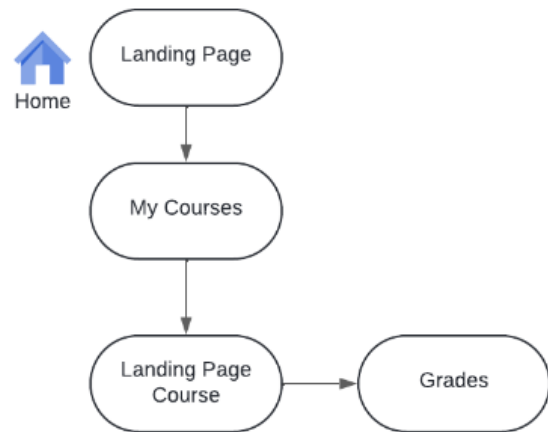 Landing Page
Home
My Courses
Landing Page
Course
Grades